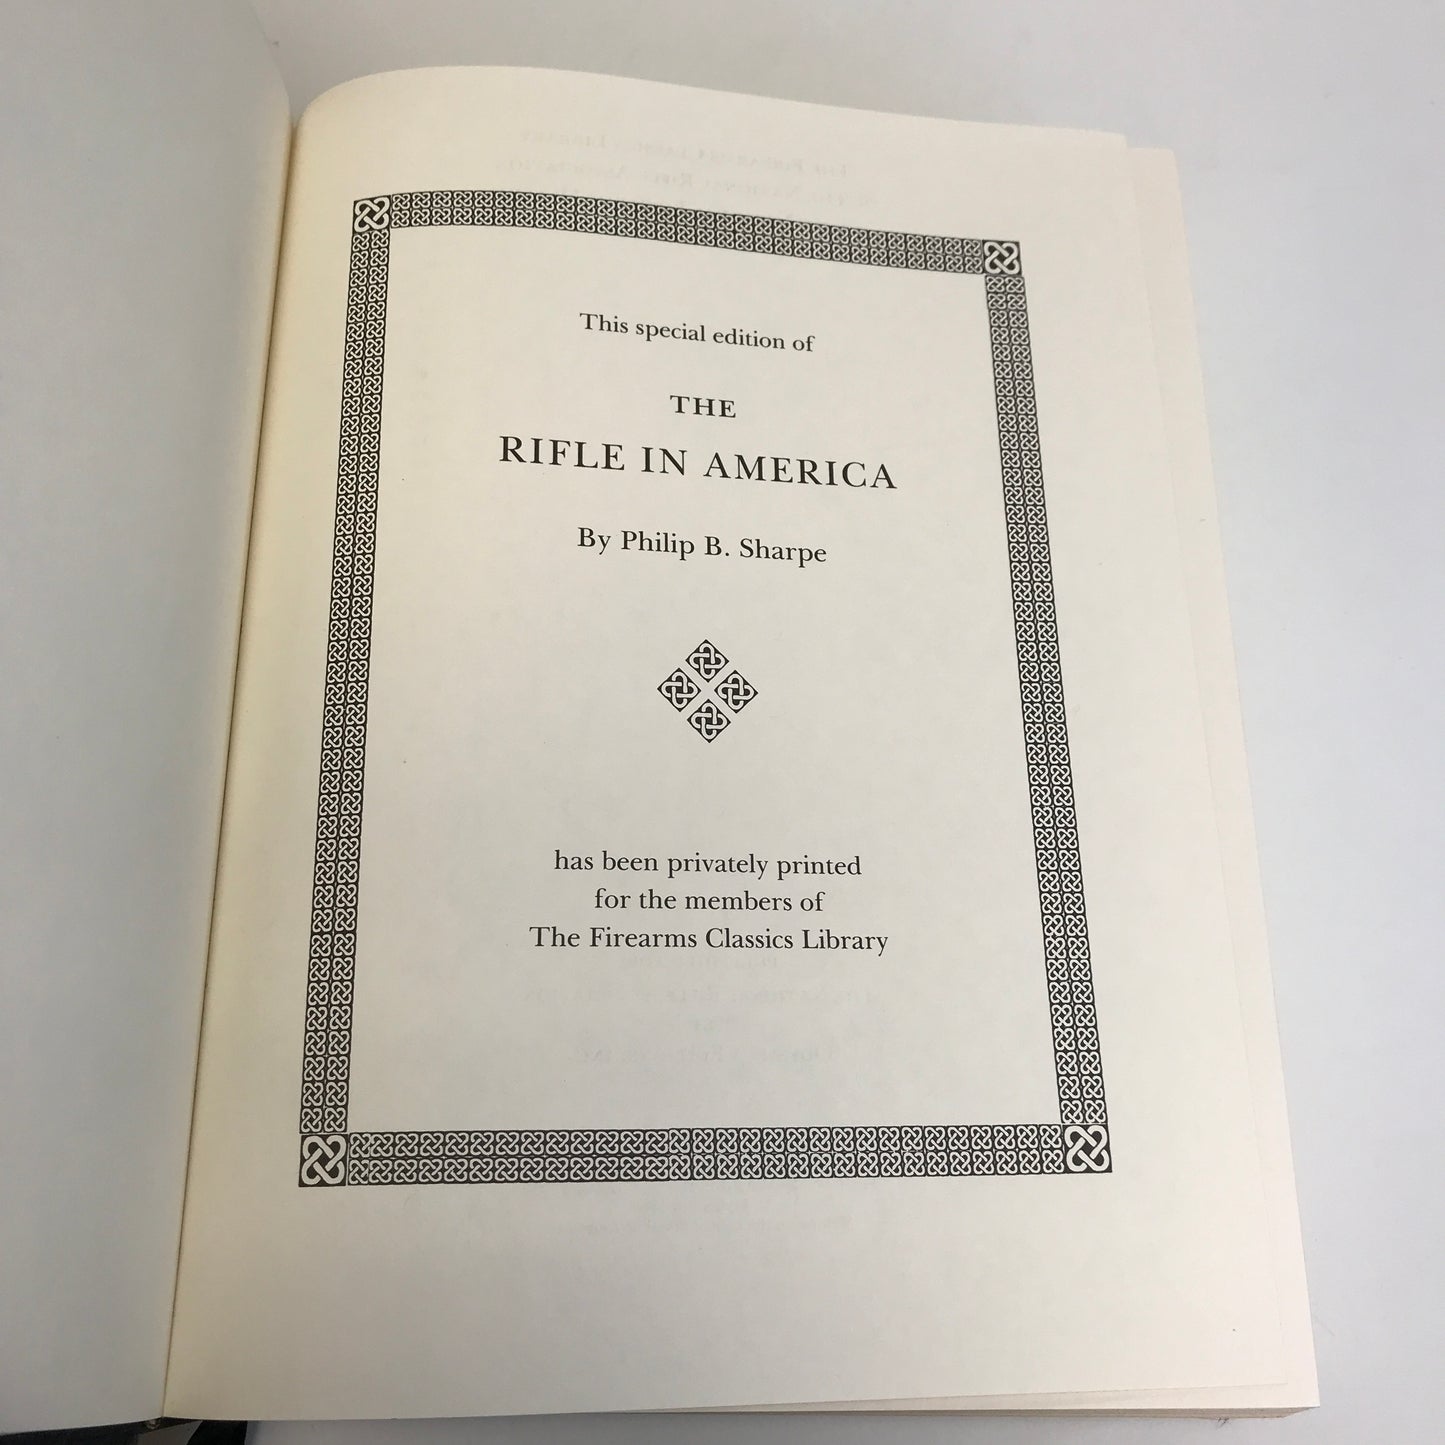 This special edition of
THE
RIFLE IN AMERICA
By Philip B. Sharpe
has been privately printed
for the members of
The Firearms Classics Library